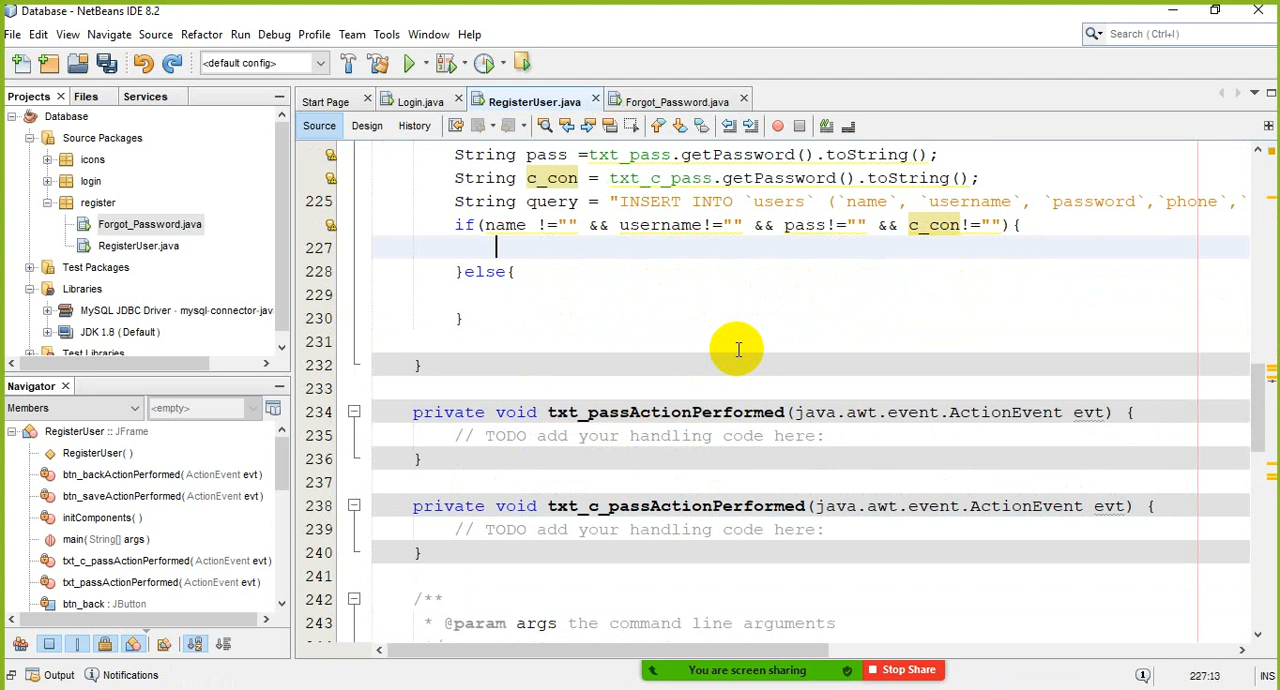 Database - NetBeans IDE 8.2
File Edit View Navigate Source Refactor Run Debug Profile Team Tools Window Help
Search (Ctrl+I)
<default config>
Projects Files Services
Start Page Login.java RegisterUser.java Forgot_Password.java
Database
Source Packages
icons
login
register
Forgot_Password.java
RegisterUser.java
Test Packages
Libraries
MySQL JDBC Driver - mysql-connector-java
JDK 1.8 (Default)
Test Libraries
Source Design History
String pass =txt_pass.getPassword().toString();
String c_con = txt_c_pass.getPassword().toString();
225 String query = "INSERT INTO `users` (`name`, `username`, `password`,`phone`,`
if(name !="" && username!="" && pass!="" && c_con!=""){
227
228 }else{
229
230 }
231
232 }
233
234 private void txt_passActionPerformed(java.awt.event.ActionEvent evt) {
235 // TODO add your handling code here:
236 }
237
238 private void txt_c_passActionPerformed(java.awt.event.ActionEvent evt) {
239 // TODO add your handling code here:
240 }
241
242 /**
243 * @param args the command line arguments
Navigator
Members <empty>
RegisterUser :: JFrame
RegisterUser()
btn_backActionPerformed(ActionEvent evt)
btn_saveActionPerformed(ActionEvent evt)
initComponents()
main(String[] args)
txt_c_passActionPerformed(ActionEvent evt)
txt_passActionPerformed(ActionEvent evt)
btn_back : JButton
Output Notifications
You are screen sharing Stop Share
227:13 INS